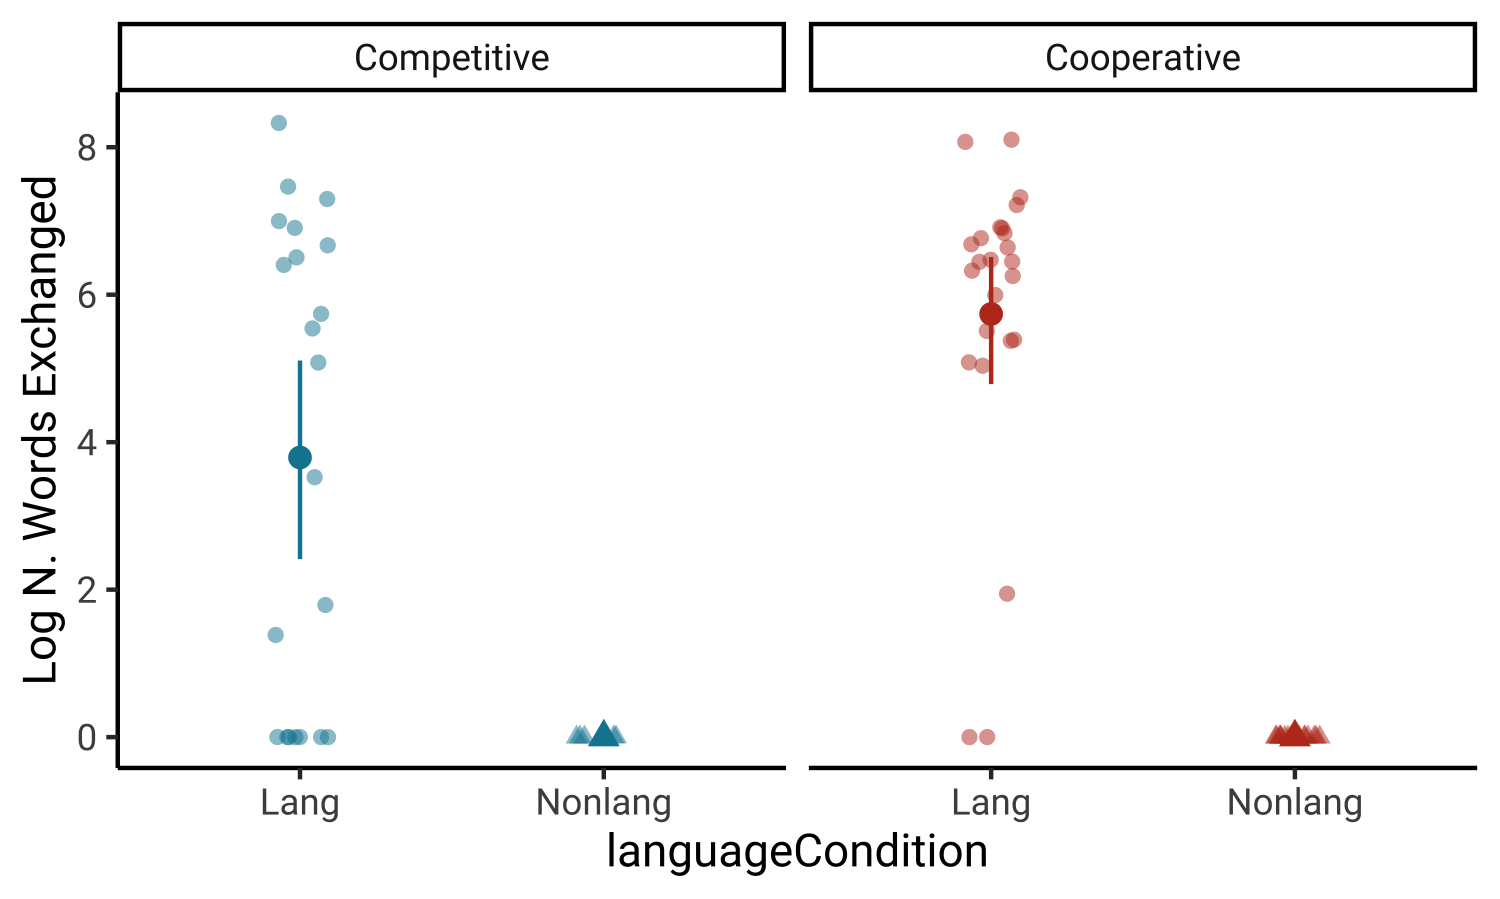 Competitive
Cooperative
Log N. Words Exchanged
8
6
4
2
0
Lang
Nonlang
Lang
Nonlang
languageCondition